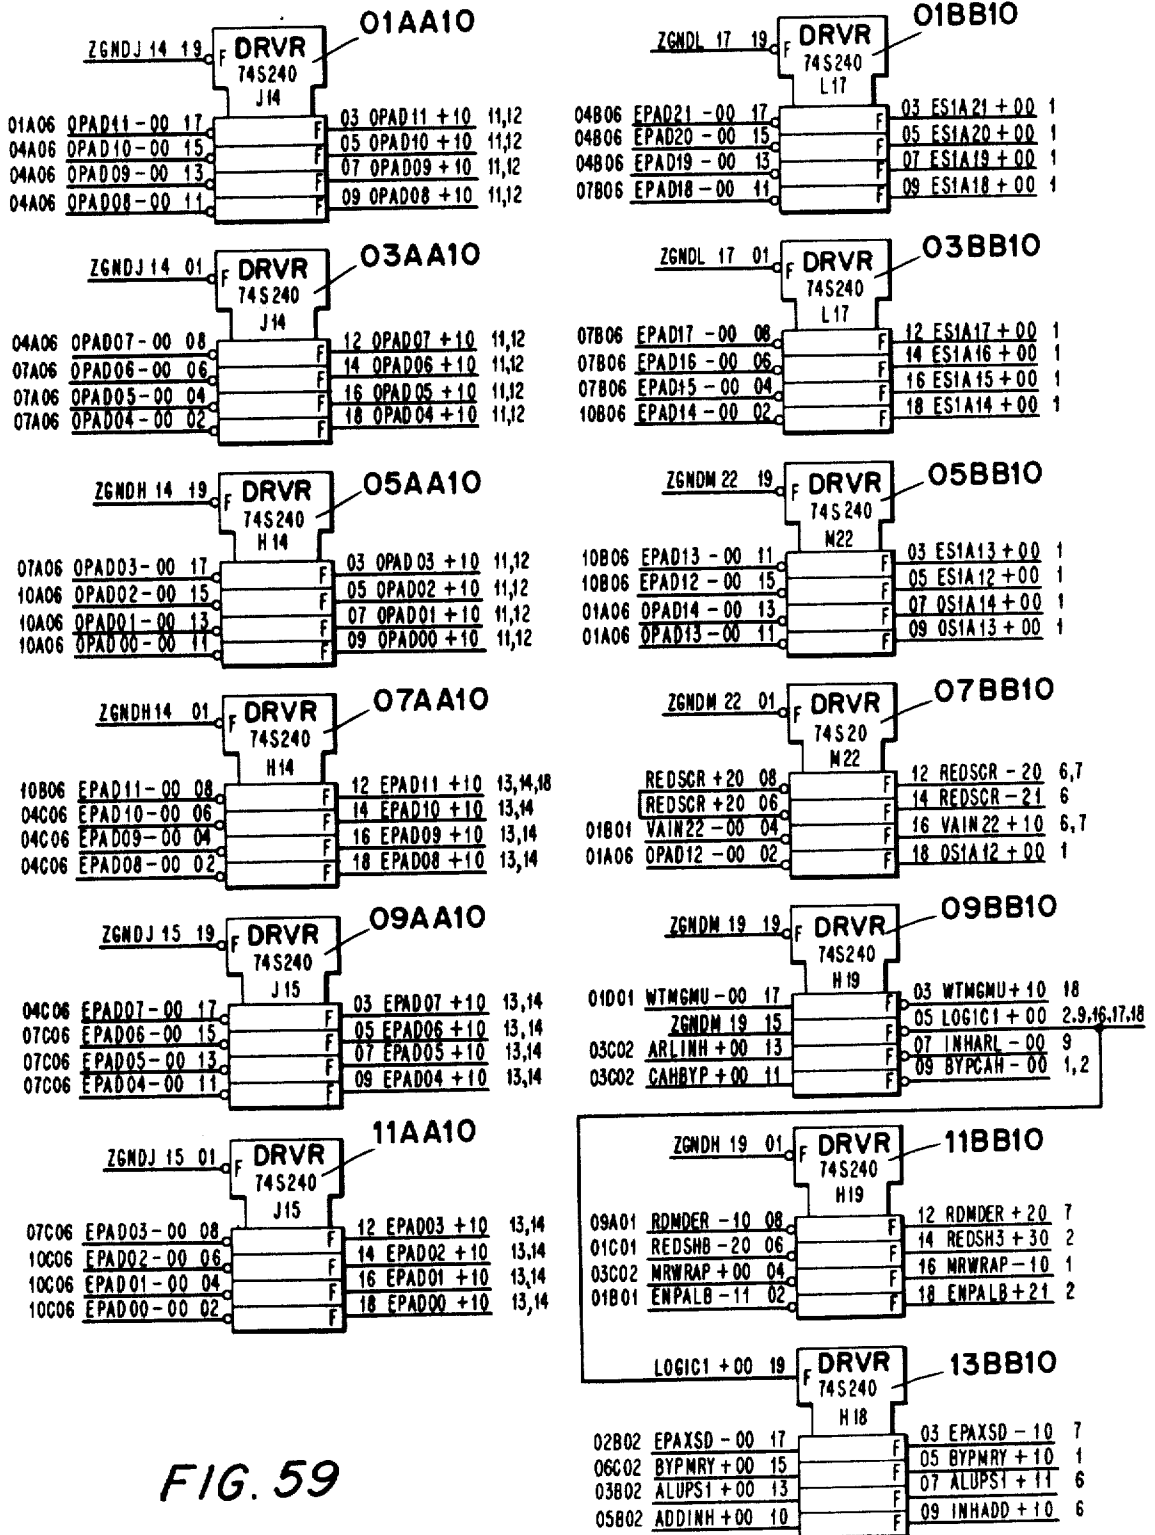 01AA10
ZGNDJ 14 19 F DRVR
74S240
J14
01A06 OPAD11-00 17 F 03 OPAD11+10 11,12
04A06 OPAD10-00 15 05 OPAD10+10 11,12
04A06 OPAD09-00 13 07 OPAD09+10 11,12
04A06 OPAD08-00 11 F 09 OPAD08+10 11,12
03AA10
ZGNDJ 14 01 F DRVR
74S240
J14
04A06 OPAD07-00 08 F 12 OPAD07+10 11,12
07A06 OPAD06-00 06 14 OPAD06+10 11,12
07A06 OPAD05-00 04 16 OPAD05+10 11,12
07A06 OPAD04-00 02 F 18 OPAD04+10 11,12
05AA10
ZGNDH 14 19 F DRVR
74S240
H14
07A06 OPAD03-00 17 F 03 OPAD03+10 11,12
10A06 OPAD02-00 15 05 OPAD02+10 11,12
10A06 OPAD01-00 13 07 OPAD01+10 11,12
10A06 OPAD00-00 11 F 09 OPAD00+10 11,12
07AA10
ZGNDH14 01 F DRVR
74S240
H14
10B06 EPAD11-00 08 F 12 EPAD11+10 13,14,18
04C06 EPAD10-00 06 14 EPAD10+10 13,14
04C06 EPAD09-00 04 16 EPAD09+10 13,14
04C06 EPAD08-00 02 F 18 EPAD08+10 13,14
09AA10
ZGNDJ 15 19 F DRVR
74S240
J15
04C06 EPAD07-00 17 F 03 EPAD07+10 13,14
07C06 EPAD06-00 15 05 EPAD06+10 13,14
07C06 EPAD05-00 13 07 EPAD05+10 13,14
07C06 EPAD04-00 11 F 09 EPAD04+10 13,14
11AA10
ZGNDJ 15 01 F DRVR
74S240
J15
07C06 EPAD03-00 08 F 12 EPAD03+10 13,14
10C06 EPAD02-00 06 14 EPAD02+10 13,14
10C06 EPAD01-00 04 16 EPAD01+10 13,14
10C06 EPAD00-00 02 F 18 EPAD00+10 13,14
01BB10
ZGNDL 17 19 F DRVR
74S240
L17
04B06 EPAD21-00 17 F 03 ES1A21+00 1
04B06 EPAD20-00 15 05 ES1A20+00 1
04B06 EPAD19-00 13 07 ES1A19+00 1
07B06 EPAD18-00 11 F 09 ES1A18+00 1
03BB10
ZGNDL 17 01 F DRVR
74S240
L17
07B06 EPAD17-00 08 F 12 ES1A17+00 1
07B06 EPAD16-00 06 14 ES1A16+00 1
07B06 EPAD15-00 04 16 ES1A15+00 1
10B06 EPAD14-00 02 F 18 ES1A14+00 1
05BB10
ZGNDM 22 19 F DRVR
74S240
M22
10B06 EPAD13-00 11 F 03 ES1A13+00 1
10B06 EPAD12-00 15 05 ES1A12+00 1
01A06 OPAD14-00 13 07 OS1A14+00 1
01A06 OPAD13-00 11 F 09 OS1A13+00 1
07BB10
ZGNDM 22 01 F DRVR
74S20
M22
REDSCR+20 08 F 12 REDSCR-20 6,7
REDSCR+20 06 F 14 REDSCR-21 6
01B01 VAIN22-00 04 F 16 VAIN22+10 6,7
01A06 OPAD12-00 02 F 18 OS1A12+00 1
09BB10
ZGNDM 19 19 F DRVR
74S240
H19
01D01 WTMGMU-00 17 F 03 WTMGMU+10 18
ZGNDM 19 15 F 05 LOGIC1+00 2.9,16,17,18
03C02 ARLINH+00 13 F 07 INHARL-00 9
03C02 CAHBYP+00 11 F 09 BYPCAH-00 1,2
11BB10
ZGNDH 19 01 F DRVR
74S240
H19
09A01 RDMDER-10 08 F 12 RDMDER+20 7
01C01 REDSHB-20 06 F 14 REDSH3+30 2
03C02 MRWRAP+00 04 F 16 MRWRAP-10 1
01B01 ENPALB-11 02 F 18 ENPALB+21 2
13BB10
LOGIC1+00 19 F DRVR
74S240
H18
02B02 EPAXSD-00 17 F 03 EPAXSD-10 7
06C02 BYPMRY+00 15 F 05 BYPMRY+10 1
03B02 ALUPS1+00 13 F 07 ALUPS1+11 6
05B02 ADDINH+00 10 F 09 INHADD+10 6
FIG. 59